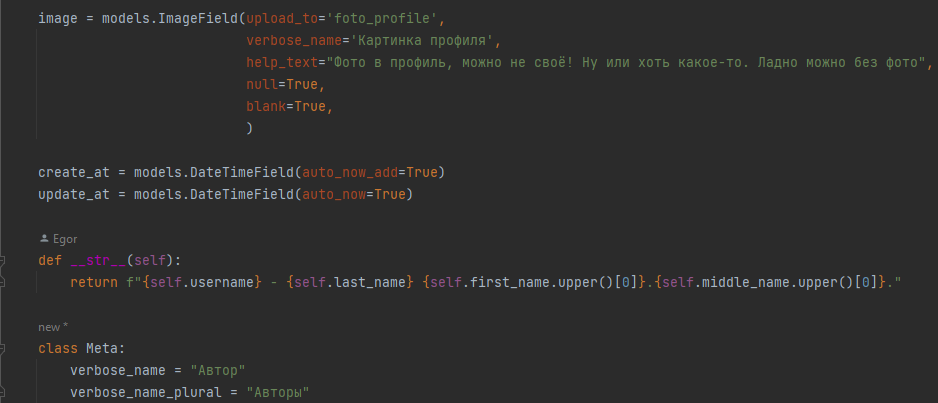 image = models.ImageField(upload_to='foto_profile',
verbose_name='Картинка профиля',
help_text="Фото в профиль, можно не своё! Ну или хоть какое-то. Ладно можно без фото",
null=True,
blank=True,
)
create_at = models.DateTimeField(auto_now_add=True)
update_at = models.DateTimeField(auto_now=True)
Egor
def __str__(self):
return f"{self.username} - {self.last_name} {self.first_name.upper()[0]}.{self.middle_name.upper()[0]}."
new *
class Meta:
verbose_name = "Автор"
verbose_name_plural = "Авторы"